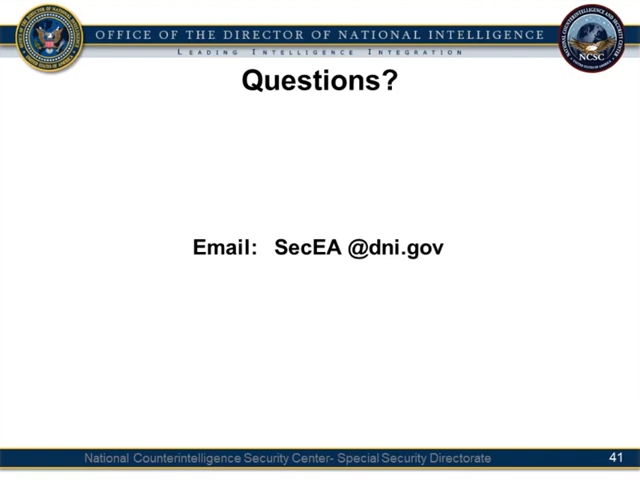 OFFICE OF THE DIRECTOR OF NATIONAL INTELLIGENCE
LEADING INTELLIGENCE INTEGRATION
NCSC
Questions?
Email: SecEA @dni.gov
National Counterintelligence Security Center- Special Security Directorate
41